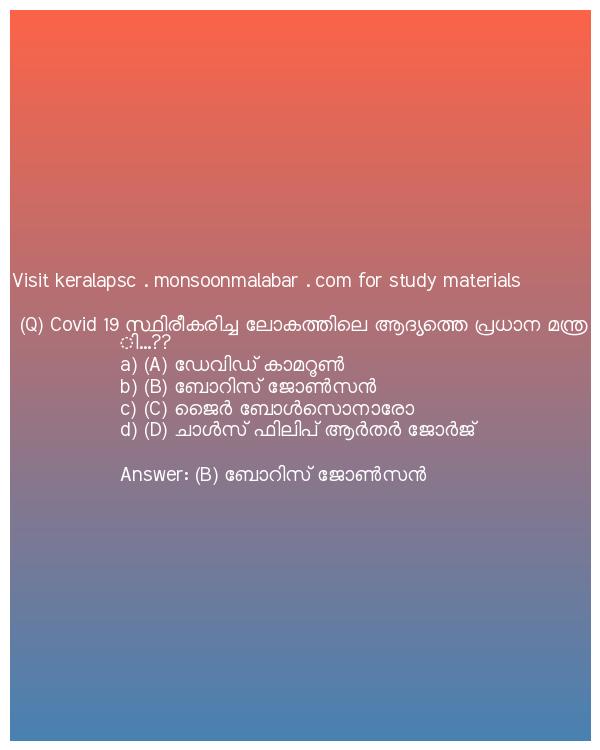 Visit keralapsc . monsoonmalabar . com for study materials
(Q) Covid 19 സ്ഥിരീകരിച്ച ലോകത്തിലെ ആദ്യത്തെ പ്രധാന മന്ത്ര
ി...??
a) (A) ഡേവിഡ് കാമറൂൺ
b) (B) ബോറിസ് ജോൺസൻ
c) (C) ജൈർ ബോൾസൊനാരോ
d) (D) ചാൾസ് ഫിലിപ് ആർതർ ജോർജ്
Answer: (B) ബോറിസ് ജോൺസൻ